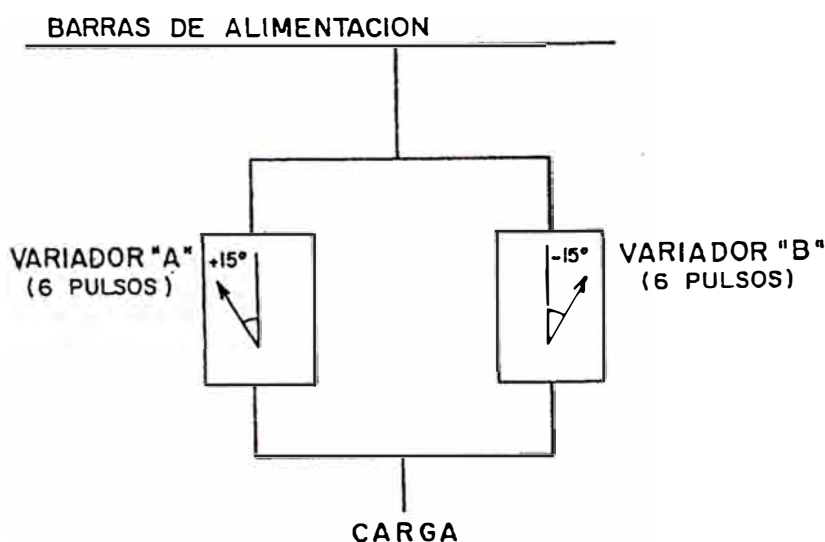 BARRAS DE ALIMENTACION
VARIADOR "A"
(6 PULSOS)
+15°
-15°
VARIADOR "B"
(6 PULSOS)
CARGA